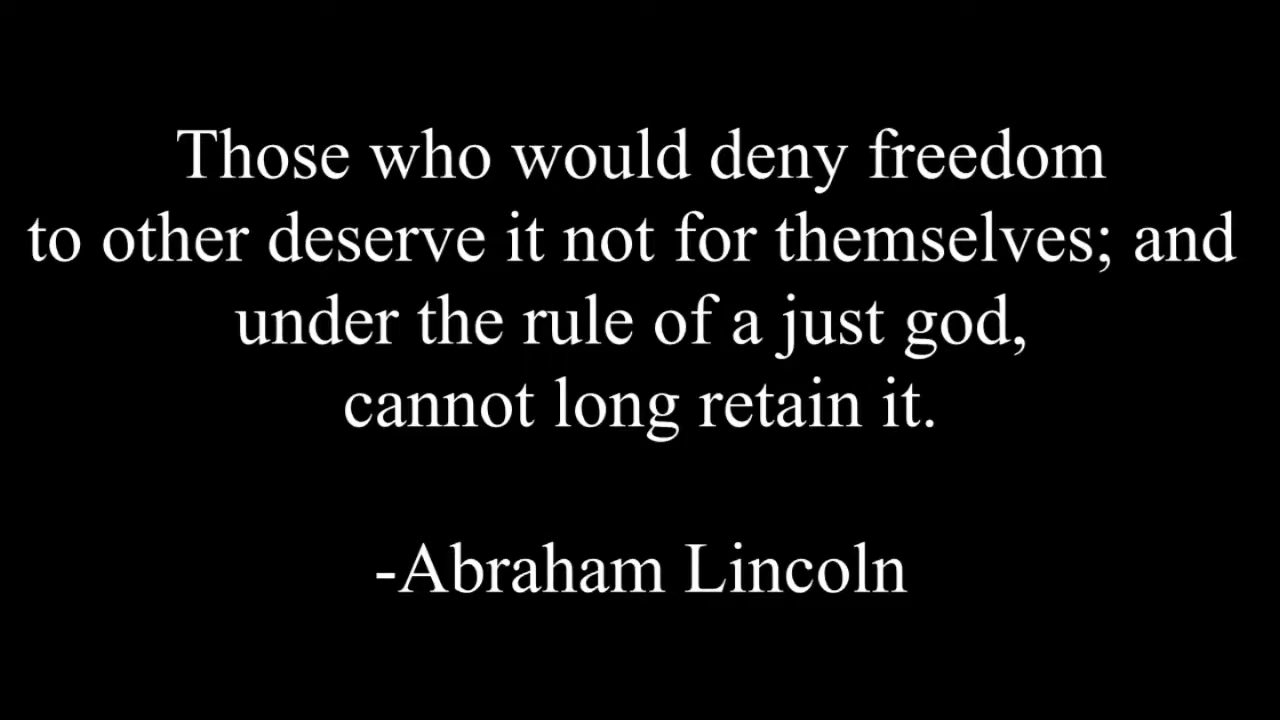 Those who would deny freedom
to other deserve it not for themselves; and
under the rule of a just god,
cannot long retain it.
-Abraham Lincoln